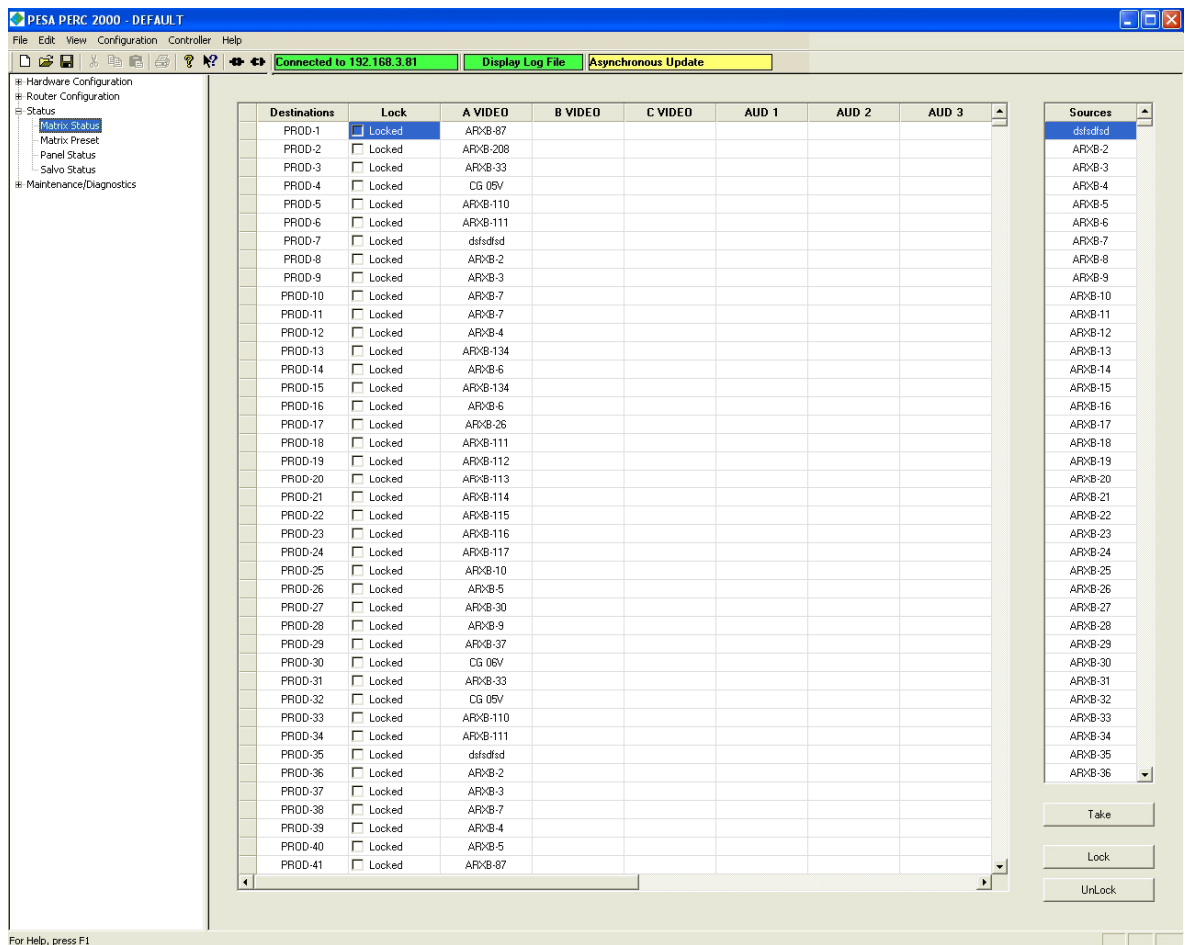 PESA PERC 2000 - DEFAULT
File Edit View Configuration Controller Help
Connected to 192.168.3.81 Display Log File Asynchronous Update
Hardware Configuration
Router Configuration
Status
Matrix Status
Matrix Preset
Panel Status
Salvo Status
Maintenance/Diagnostics
Destinations Lock A VIDEO B VIDEO C VIDEO AUD 1 AUD 2 AUD 3
PROD-1 Locked ARXB-87
PROD-2 Locked ARXB-208
PROD-3 Locked ARXB-33
PROD-4 Locked CG 05V
PROD-5 Locked ARXB-110
PROD-6 Locked ARXB-111
PROD-7 Locked dsfsdfsd
PROD-8 Locked ARXB-2
PROD-9 Locked ARXB-3
PROD-10 Locked ARXB-7
PROD-11 Locked ARXB-7
PROD-12 Locked ARXB-4
PROD-13 Locked ARXB-134
PROD-14 Locked ARXB-6
PROD-15 Locked ARXB-134
PROD-16 Locked ARXB-6
PROD-17 Locked ARXB-26
PROD-18 Locked ARXB-111
PROD-19 Locked ARXB-112
PROD-20 Locked ARXB-113
PROD-21 Locked ARXB-114
PROD-22 Locked ARXB-115
PROD-23 Locked ARXB-116
PROD-24 Locked ARXB-117
PROD-25 Locked ARXB-10
PROD-26 Locked ARXB-5
PROD-27 Locked ARXB-30
PROD-28 Locked ARXB-9
PROD-29 Locked ARXB-37
PROD-30 Locked CG 06V
PROD-31 Locked ARXB-33
PROD-32 Locked CG 05V
PROD-33 Locked ARXB-110
PROD-34 Locked ARXB-111
PROD-35 Locked dsfsdfsd
PROD-36 Locked ARXB-2
PROD-37 Locked ARXB-3
PROD-38 Locked ARXB-7
PROD-39 Locked ARXB-4
PROD-40 Locked ARXB-5
PROD-41 Locked ARXB-87
Sources
dsfsdfsd
ARXB-2
ARXB-3
ARXB-4
ARXB-5
ARXB-6
ARXB-7
ARXB-8
ARXB-9
ARXB-10
ARXB-11
ARXB-12
ARXB-13
ARXB-14
ARXB-15
ARXB-16
ARXB-17
ARXB-18
ARXB-19
ARXB-20
ARXB-21
ARXB-22
ARXB-23
ARXB-24
ARXB-25
ARXB-26
ARXB-27
ARXB-28
ARXB-29
ARXB-30
ARXB-31
ARXB-32
ARXB-33
ARXB-34
ARXB-35
ARXB-36
Take
Lock
UnLock
For Help, press F1